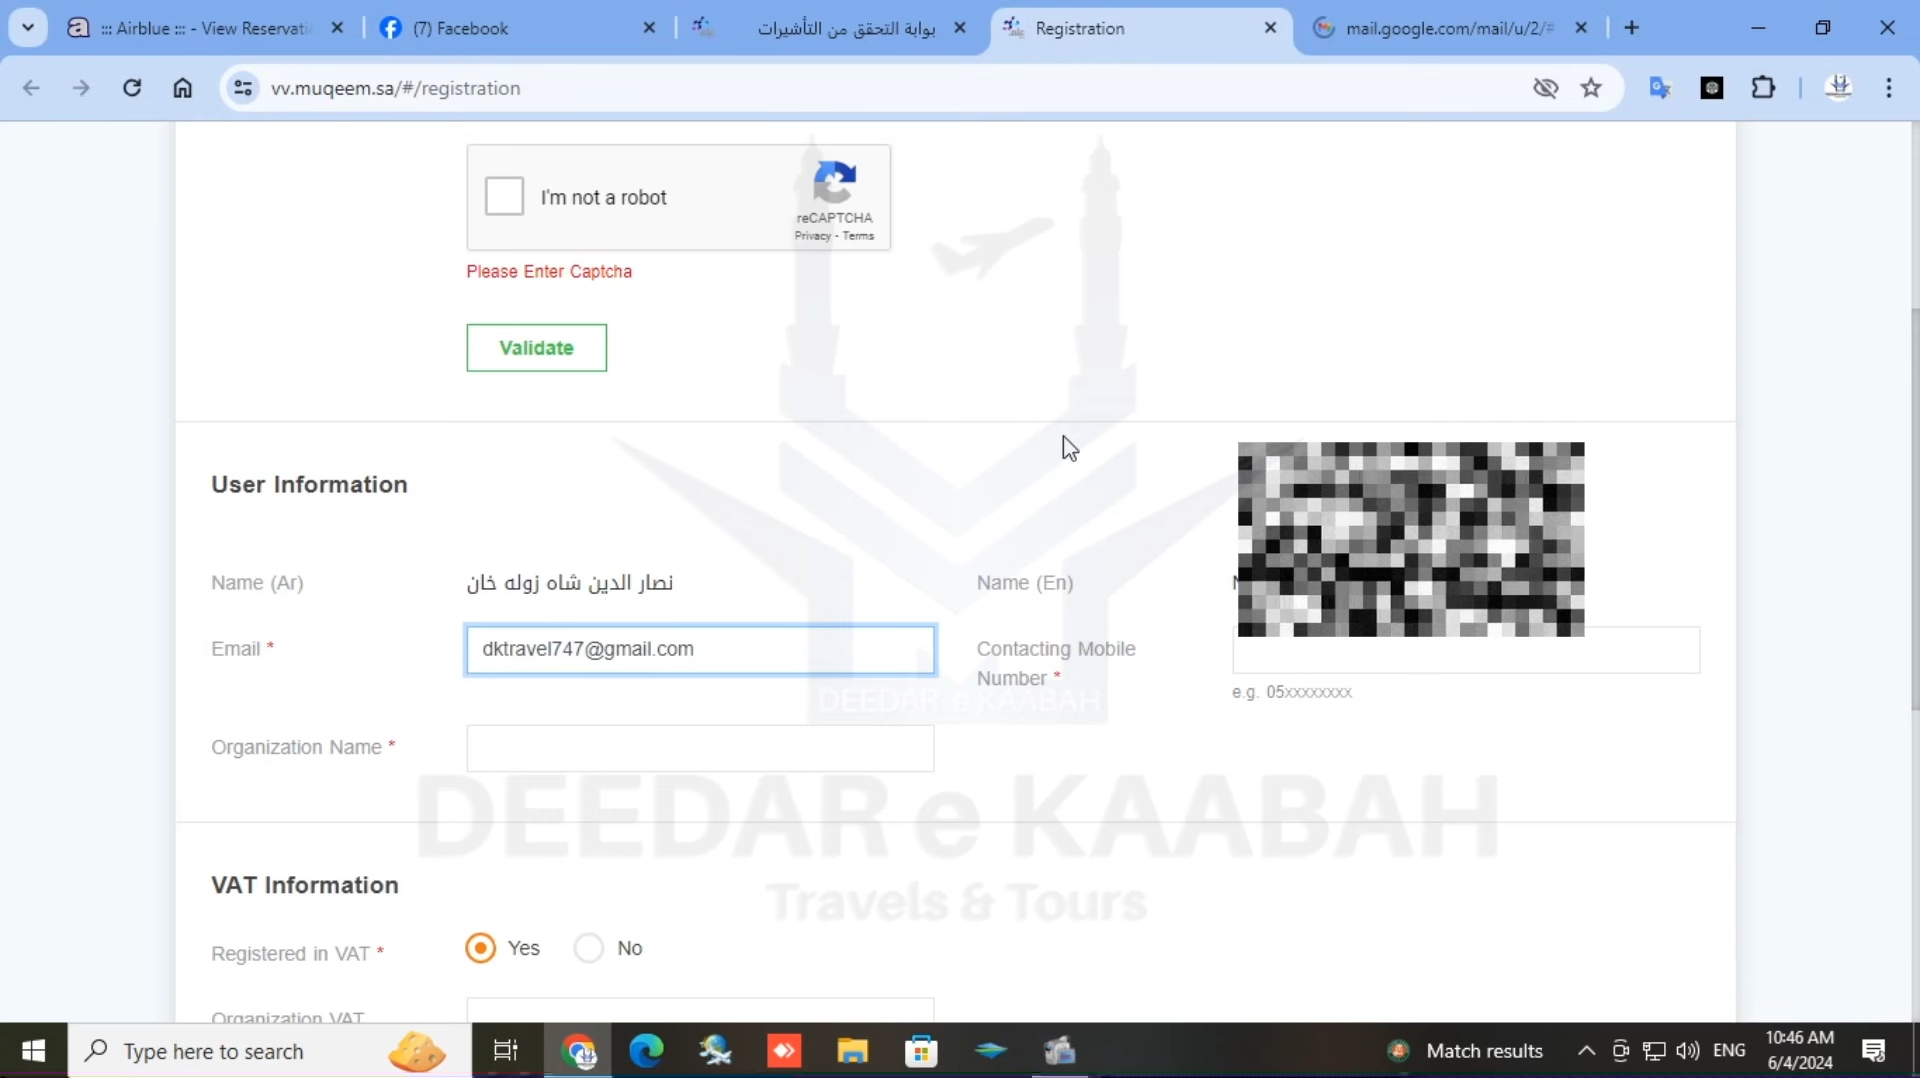 ::: Airblue ::: - View Reservati
(7) Facebook
بوابة التحقق من التأشيرات
Registration
mail.google.com/mail/u/2/#
vv.muqeem.sa/#/registration
I'm not a robot
reCAPTCHA
Privacy - Terms
Please Enter Captcha
Validate
User Information
Name (Ar)
نصار الدين شاه زوله خان
Name (En)
Email *
dktravel747@gmail.com
Contacting Mobile
Number *
e.g. 05xxxxxxxx
DEEDAR e KAABAH
Organization Name *
DEEDAR e KAABAH
Travels & Tours
VAT Information
Registered in VAT *
Yes
No
Organization VAT
Type here to search
Match results
ENG
10:46 AM
6/4/2024